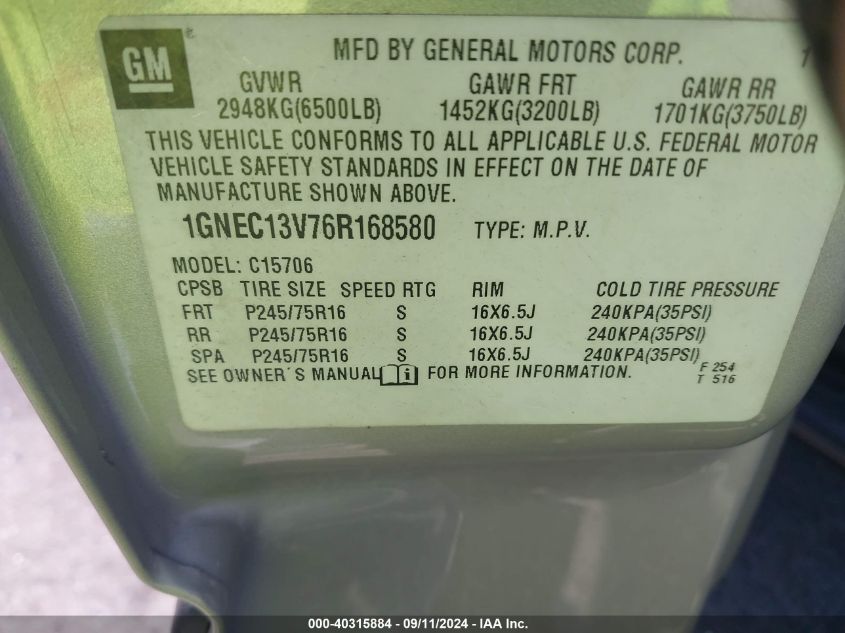 GM
MFD BY GENERAL MOTORS CORP.
GVWR GAWR FRT GAWR RR
2948KG(6500LB) 1452KG(3200LB) 1701KG(3750LB)
THIS VEHICLE CONFORMS TO ALL APPLICABLE U.S. FEDERAL MOTOR
VEHICLE SAFETY STANDARDS IN EFFECT ON THE DATE OF
MANUFACTURE SHOWN ABOVE.
1GNEC13V76R168580 TYPE: M.P.V.
MODEL: C15706
CPSB TIRE SIZE SPEED RTG RIM COLD TIRE PRESSURE
FRT P245/75R16 S 16X6.5J 240KPA(35PSI)
RR P245/75R16 S 16X6.5J 240KPA(35PSI)
SPA P245/75R16 S 16X6.5J 240KPA(35PSI)
SEE OWNER'S MANUAL FOR MORE INFORMATION.
F 254
T 516
000-40315884 - 09/11/2024 - IAA Inc.